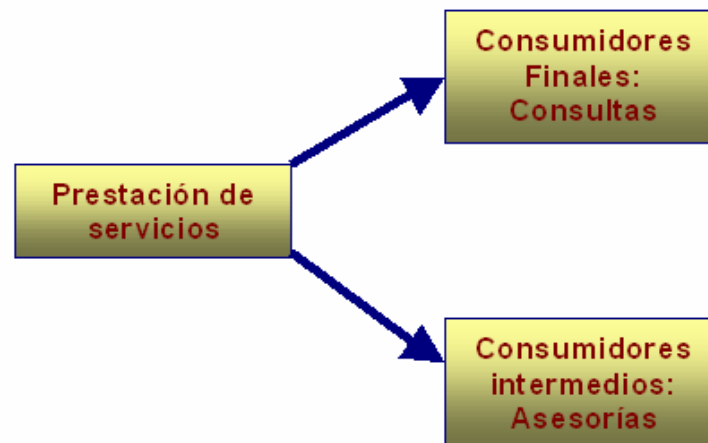 Consumidores
Finales:
Consultas
Prestación de
servicios
Consumidores
intermedios:
Asesorías